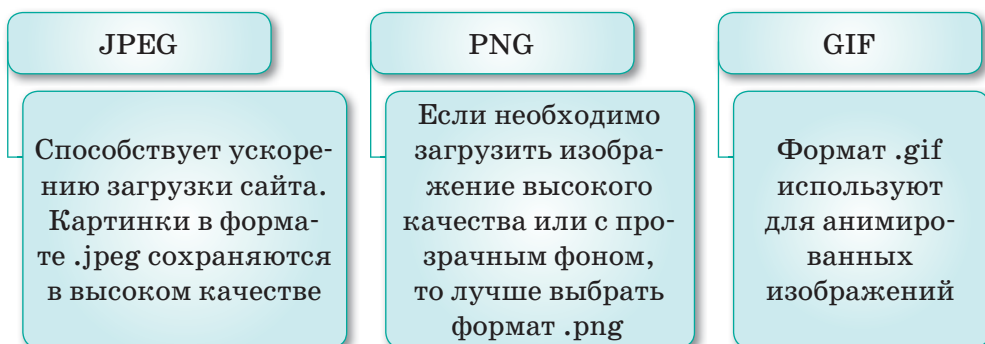 JPEG
Способствует ускоре-
нию загрузки сайта.
Картинки в форма-
те .jpeg сохраняются
в высоком качестве
PNG
Если необходимо
загрузить изобра-
жение высокого
качества или с про-
зрачным фоном,
то лучше выбрать
формат .png
GIF
Формат .gif
используют
для анимиро-
ванных
изображений